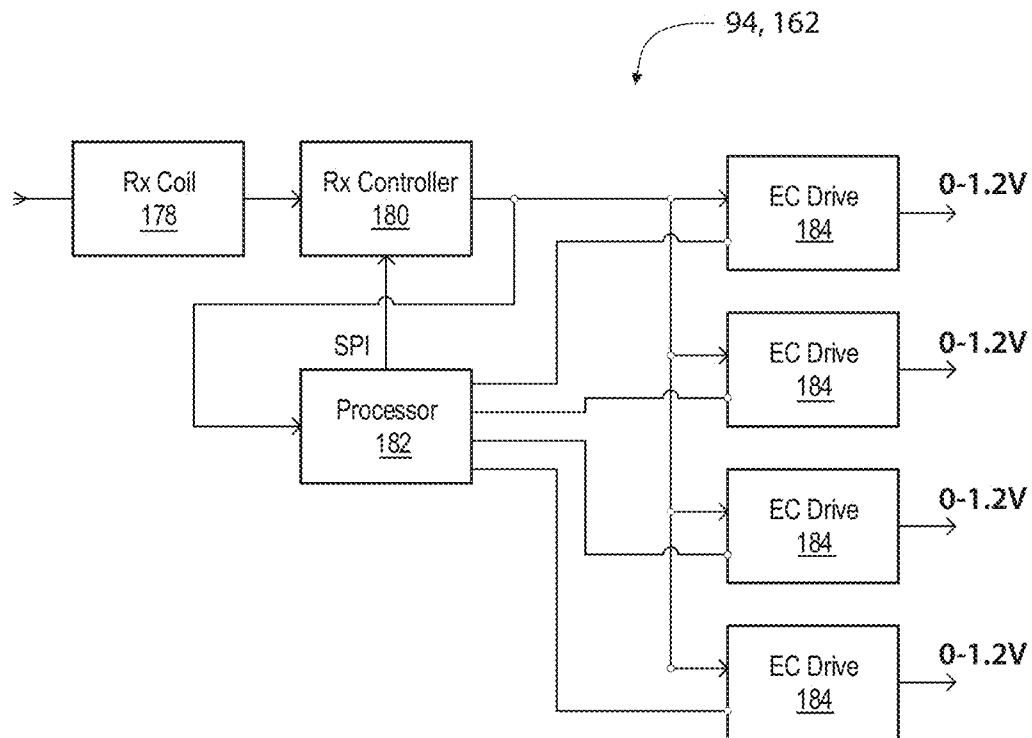 94, 162
Rx Coil
178
Rx Controller
180
EC Drive
184
0-1.2V
SPI
EC Drive
184
0-1.2V
Processor
182
EC Drive
184
0-1.2V
EC Drive
184
0-1.2V